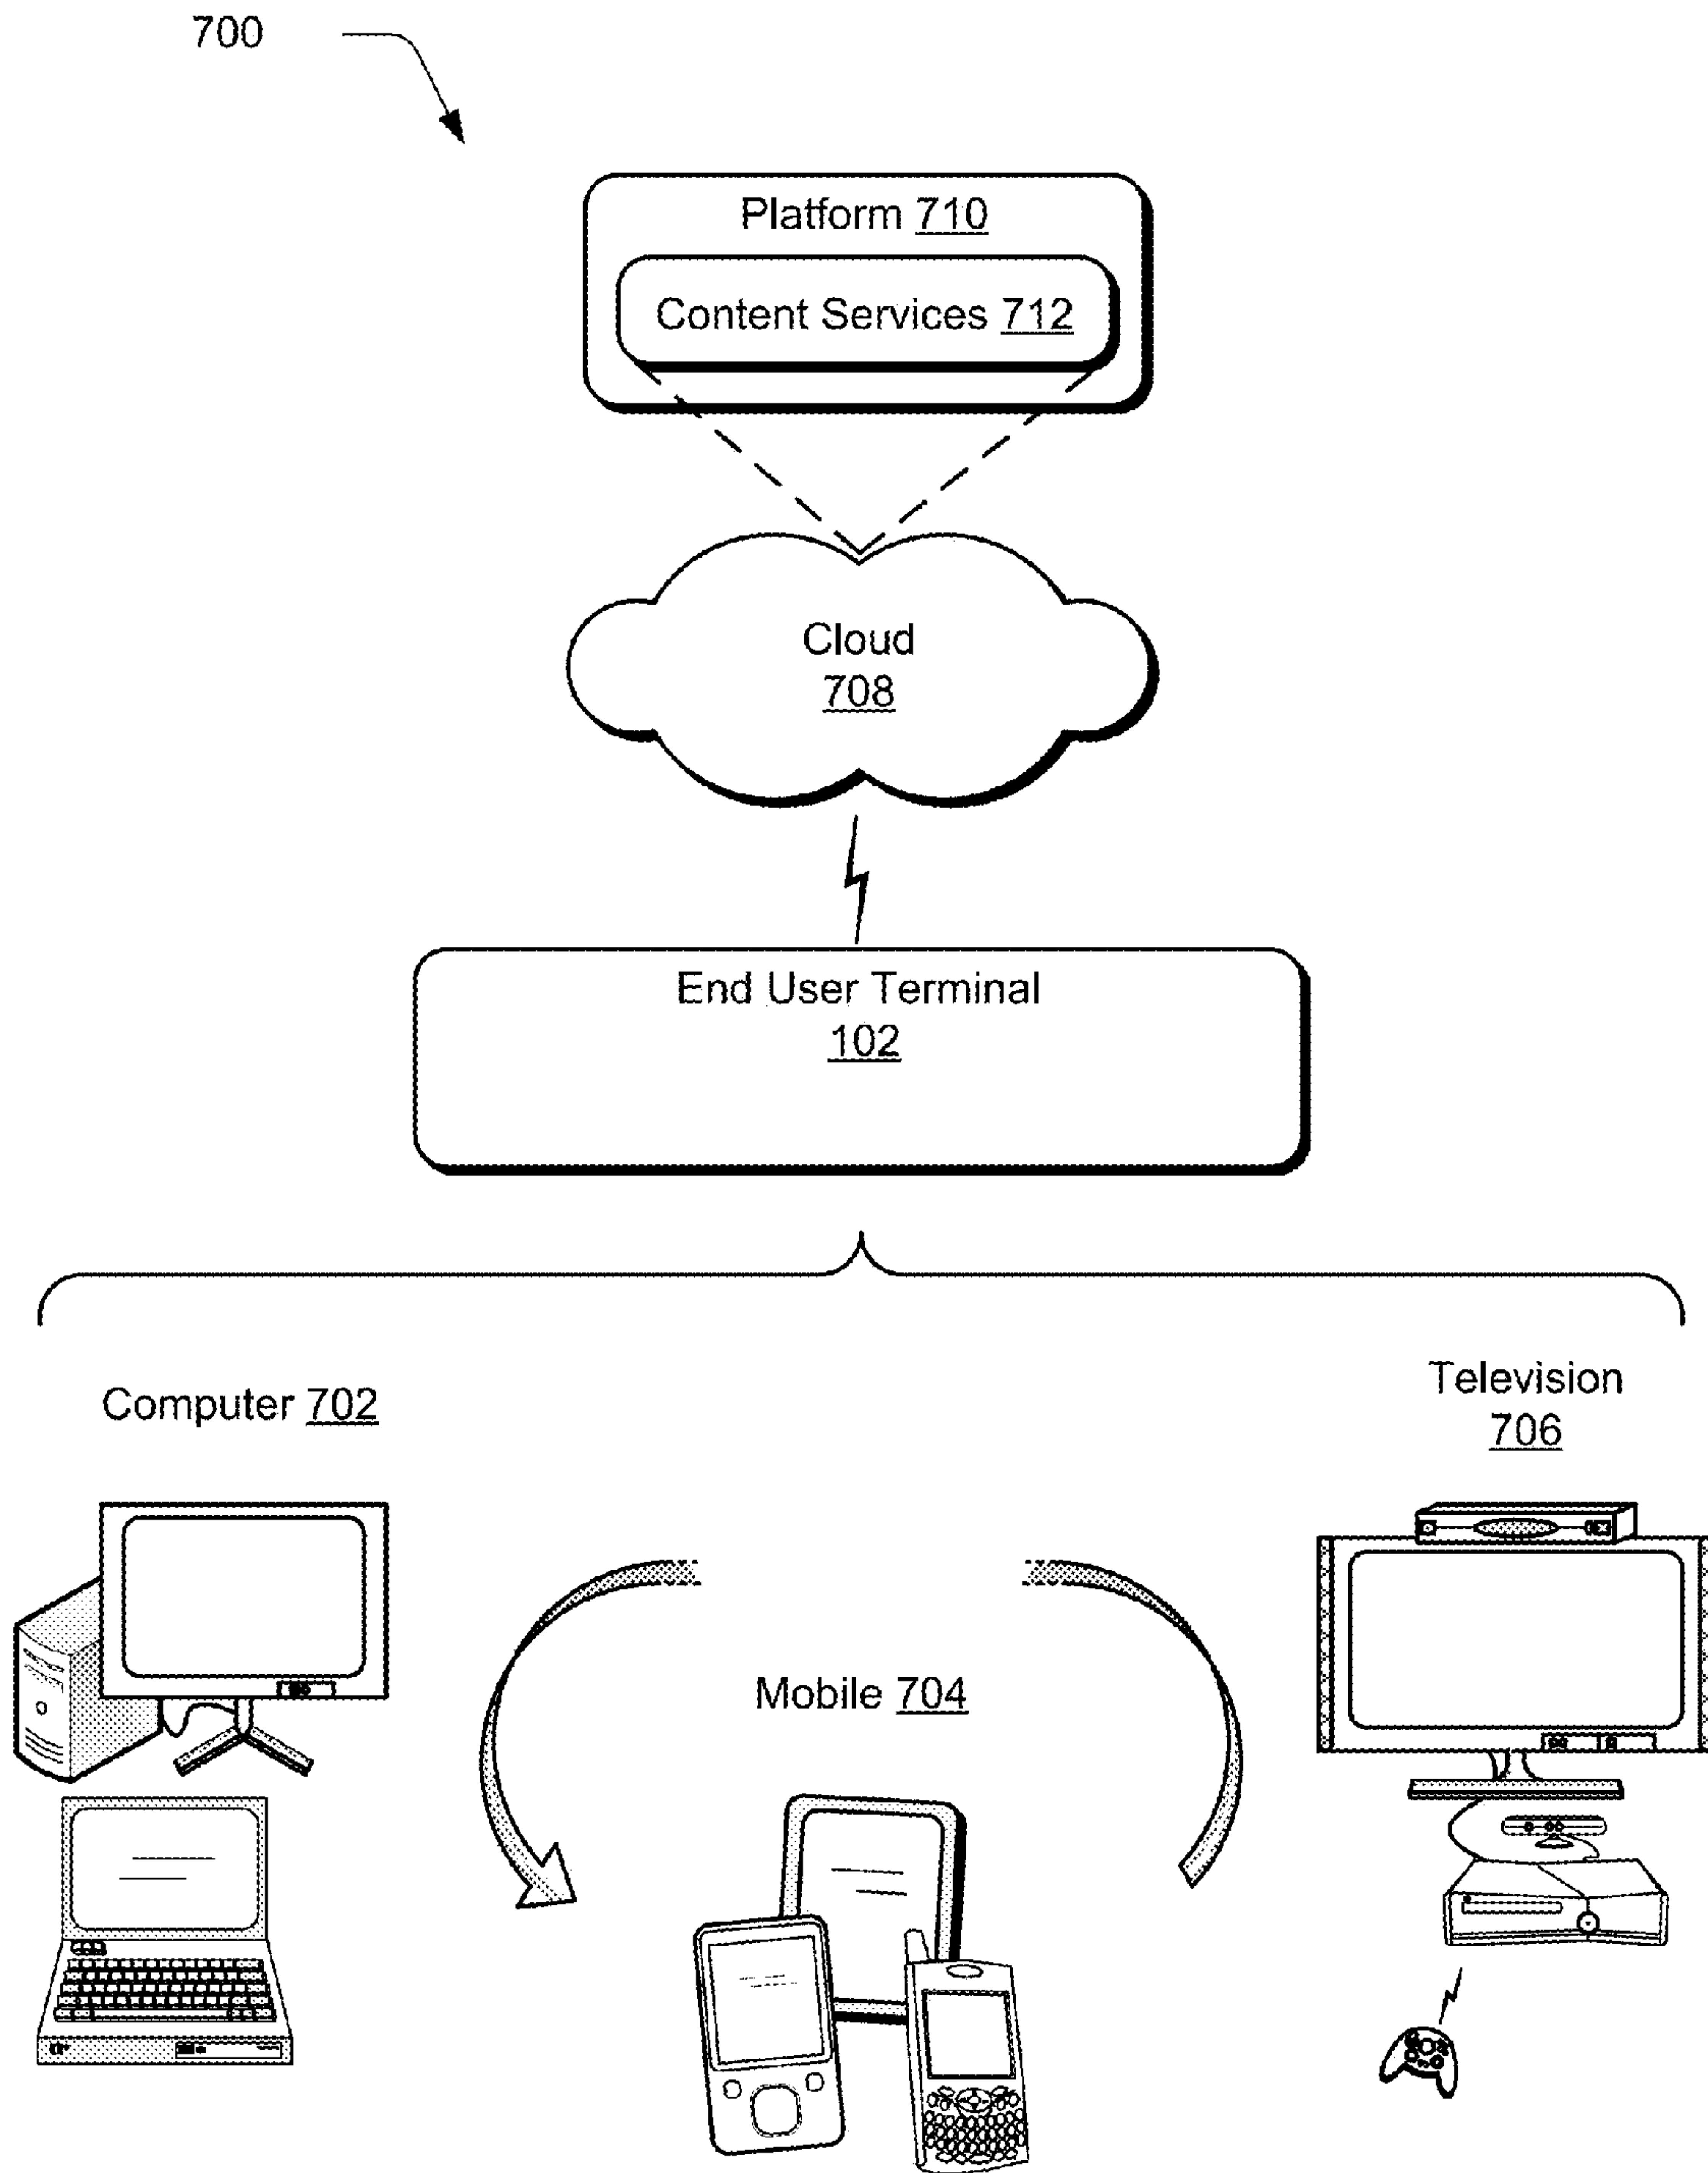 700
Platform 710
Content Services 712
Cloud
708
End User Terminal
102
Computer 702
Television
706
Mobile 704